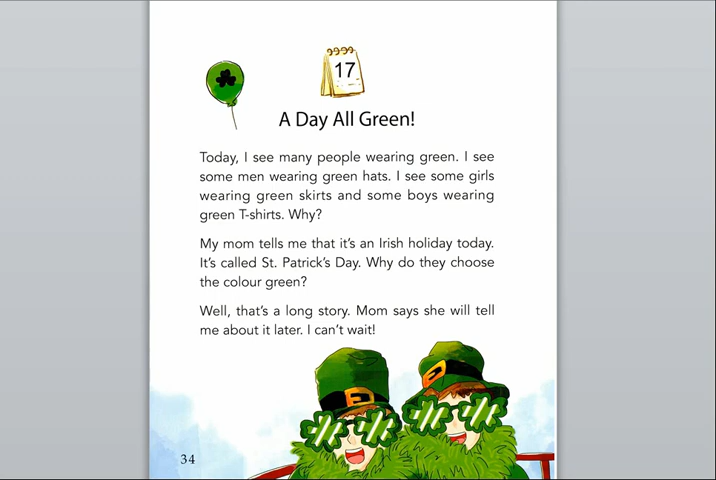 17
A Day All Green!
Today, I see many people wearing green. I see
some men wearing green hats. I see some girls
wearing green skirts and some boys wearing
green T-shirts. Why?
My mom tells me that it's an Irish holiday today.
It's called St. Patrick's Day. Why do they choose
the colour green?
Well, that's a long story. Mom says she will tell
me about it later. I can't wait!
34